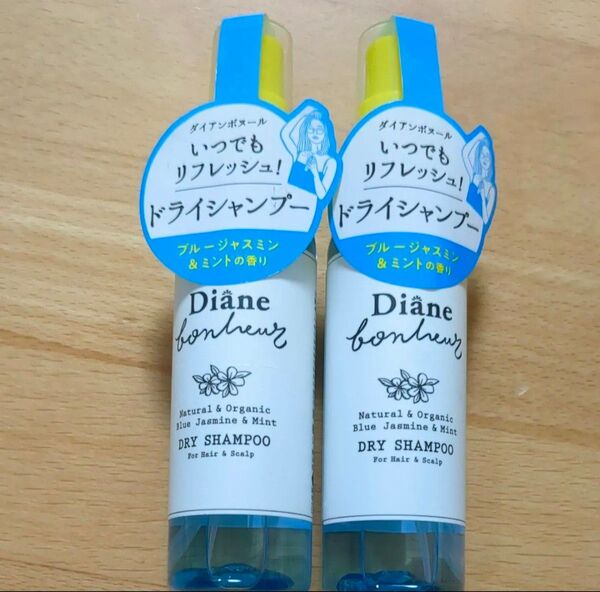 ダイアンボヌール
いつでも
リフレッシュ!
ドライシャンプー
ブルージャスミン
&ミントの香り
Diane
bonheur
Natural & Organic
Blue Jasmine & Mint
DRY SHAMPOO
For Hair & Scalp
ダイアンボヌール
いつでも
リフレッシュ!
ドライシャンプー
ブルージャスミン
&ミントの香り
Diane
bonheur
Natural & Organic
Blue Jasmine & Mint
DRY SHAMPOO
For Hair & Scalp